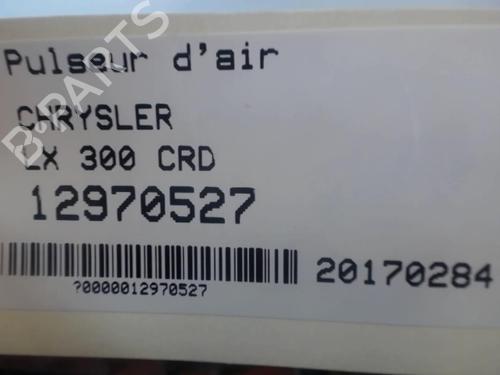 Pulseur d'air
CHRYSLER
LX 300 CRD
12970527
20170284
?0000012970527
B-PARTS